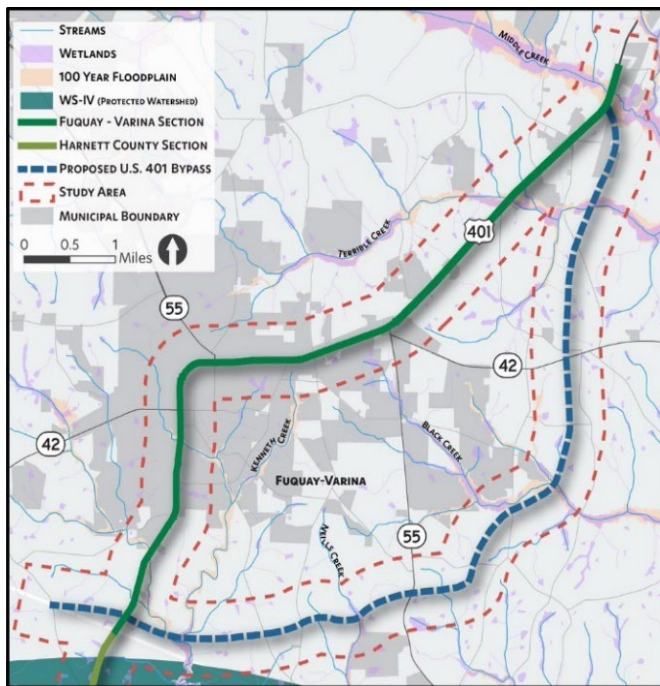 STREAMS
WETLANDS
100 YEAR FLOODPLAIN
WS-IV (PROTECTED WATERSHED)
FUQUAY - VARINA SECTION
HARNETT COUNTY SECTION
PROPOSED U.S. 401 BYPASS
STUDY AREA
MUNICIPAL BOUNDARY
0 0.5 1
Miles
MIDDLE CREEK
TERRIBLE CREEK
401
55
42
42
KENNETH CREEK
BLACK CREEK
FUQUAY-VARINA
55
NEILLS CREEK